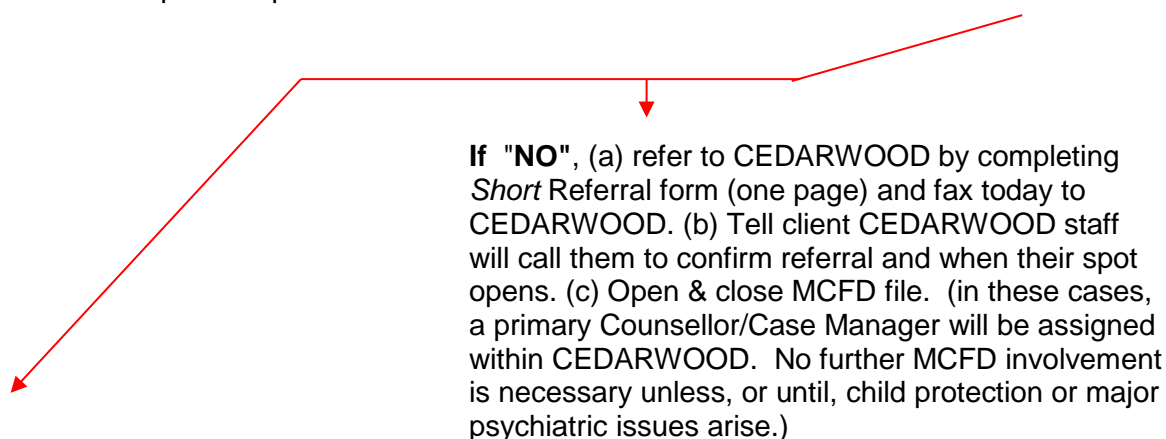 If "NO", (a) refer to CEDARWOOD by completing
Short Referral form (one page) and fax today to
CEDARWOOD. (b) Tell client CEDARWOOD staff
will call them to confirm referral and when their spot
opens. (c) Open & close MCFD file. (in these cases,
a primary Counsellor/Case Manager will be assigned
within CEDARWOOD. No further MCFD involvement
is necessary unless, or until, child protection or major
psychiatric issues arise.)